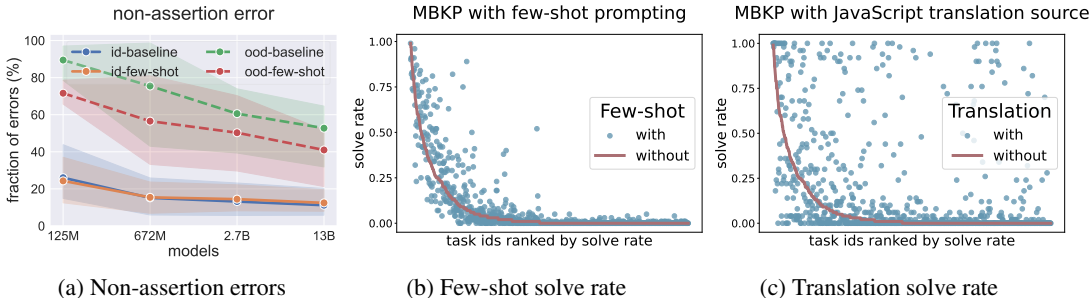 non-assertion error
fraction of errors (%)
100
80
60
40
20
0
id-baseline
id-few-shot
ood-baseline
ood-few-shot
125M
672M
2.7B
13B
models
(a) Non-assertion errors
MBKP with few-shot prompting
solve rate
1.00
0.75
0.50
0.25
0.00
Few-shot
with
without
task ids ranked by solve rate
(b) Few-shot solve rate
MBKP with JavaScript translation source
solve rate
1.00
0.75
0.50
0.25
0.00
Translation
with
without
task ids ranked by solve rate
(c) Translation solve rate